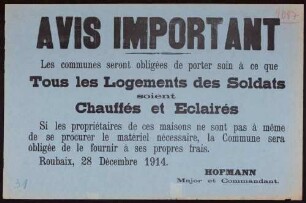 AVIS IMPORTANT
Les communes seront obligées de porter soin à ce que
Tous les Logements des Soldats
soient
Chauffés et Eclairés
Si les propriétaires de ces maisons ne sont pas à même
de se procurer le matériel nécessaire, la Commune sera
obligée de le fournir à ses propres frais.
Roubaix, 28 Décembre 1914.
HOFMANN
Major et Commandant.